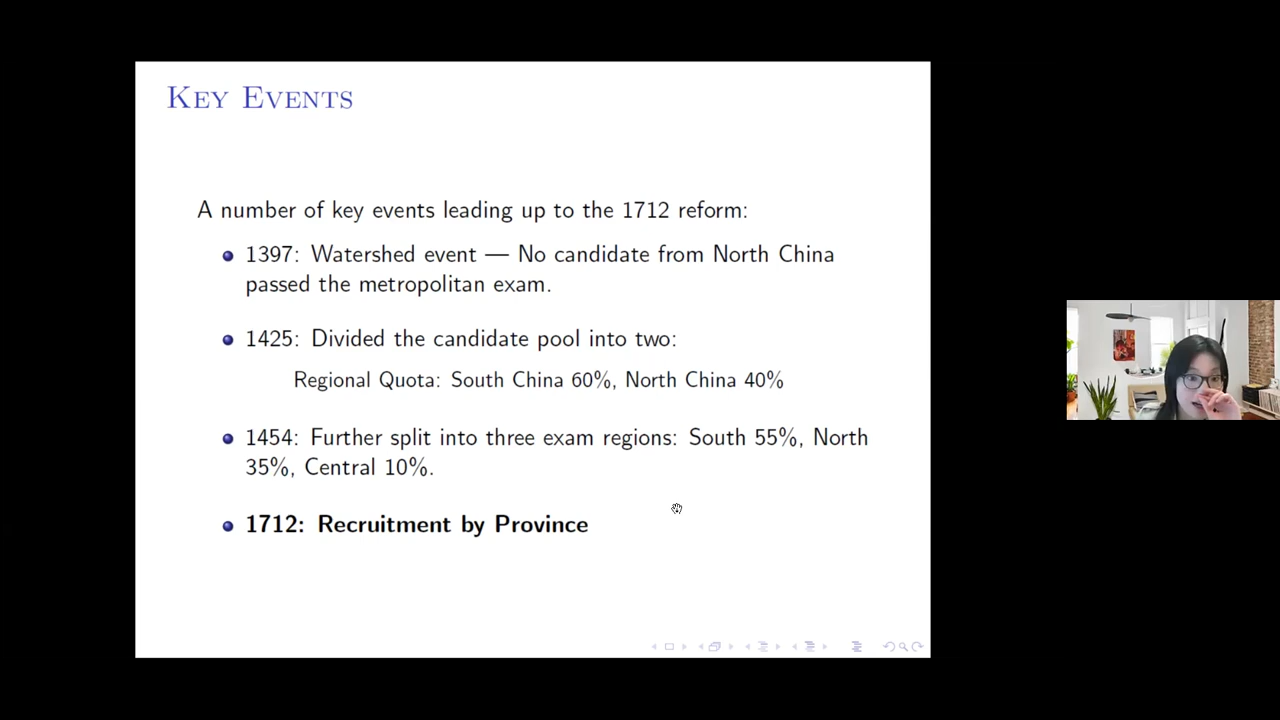 KEY EVENTS
A number of key events leading up to the 1712 reform:
1397: Watershed event — No candidate from North China
passed the metropolitan exam.
1425: Divided the candidate pool into two:
Regional Quota: South China 60%, North China 40%
1454: Further split into three exam regions: South 55%, North
35%, Central 10%.
1712: Recruitment by Province